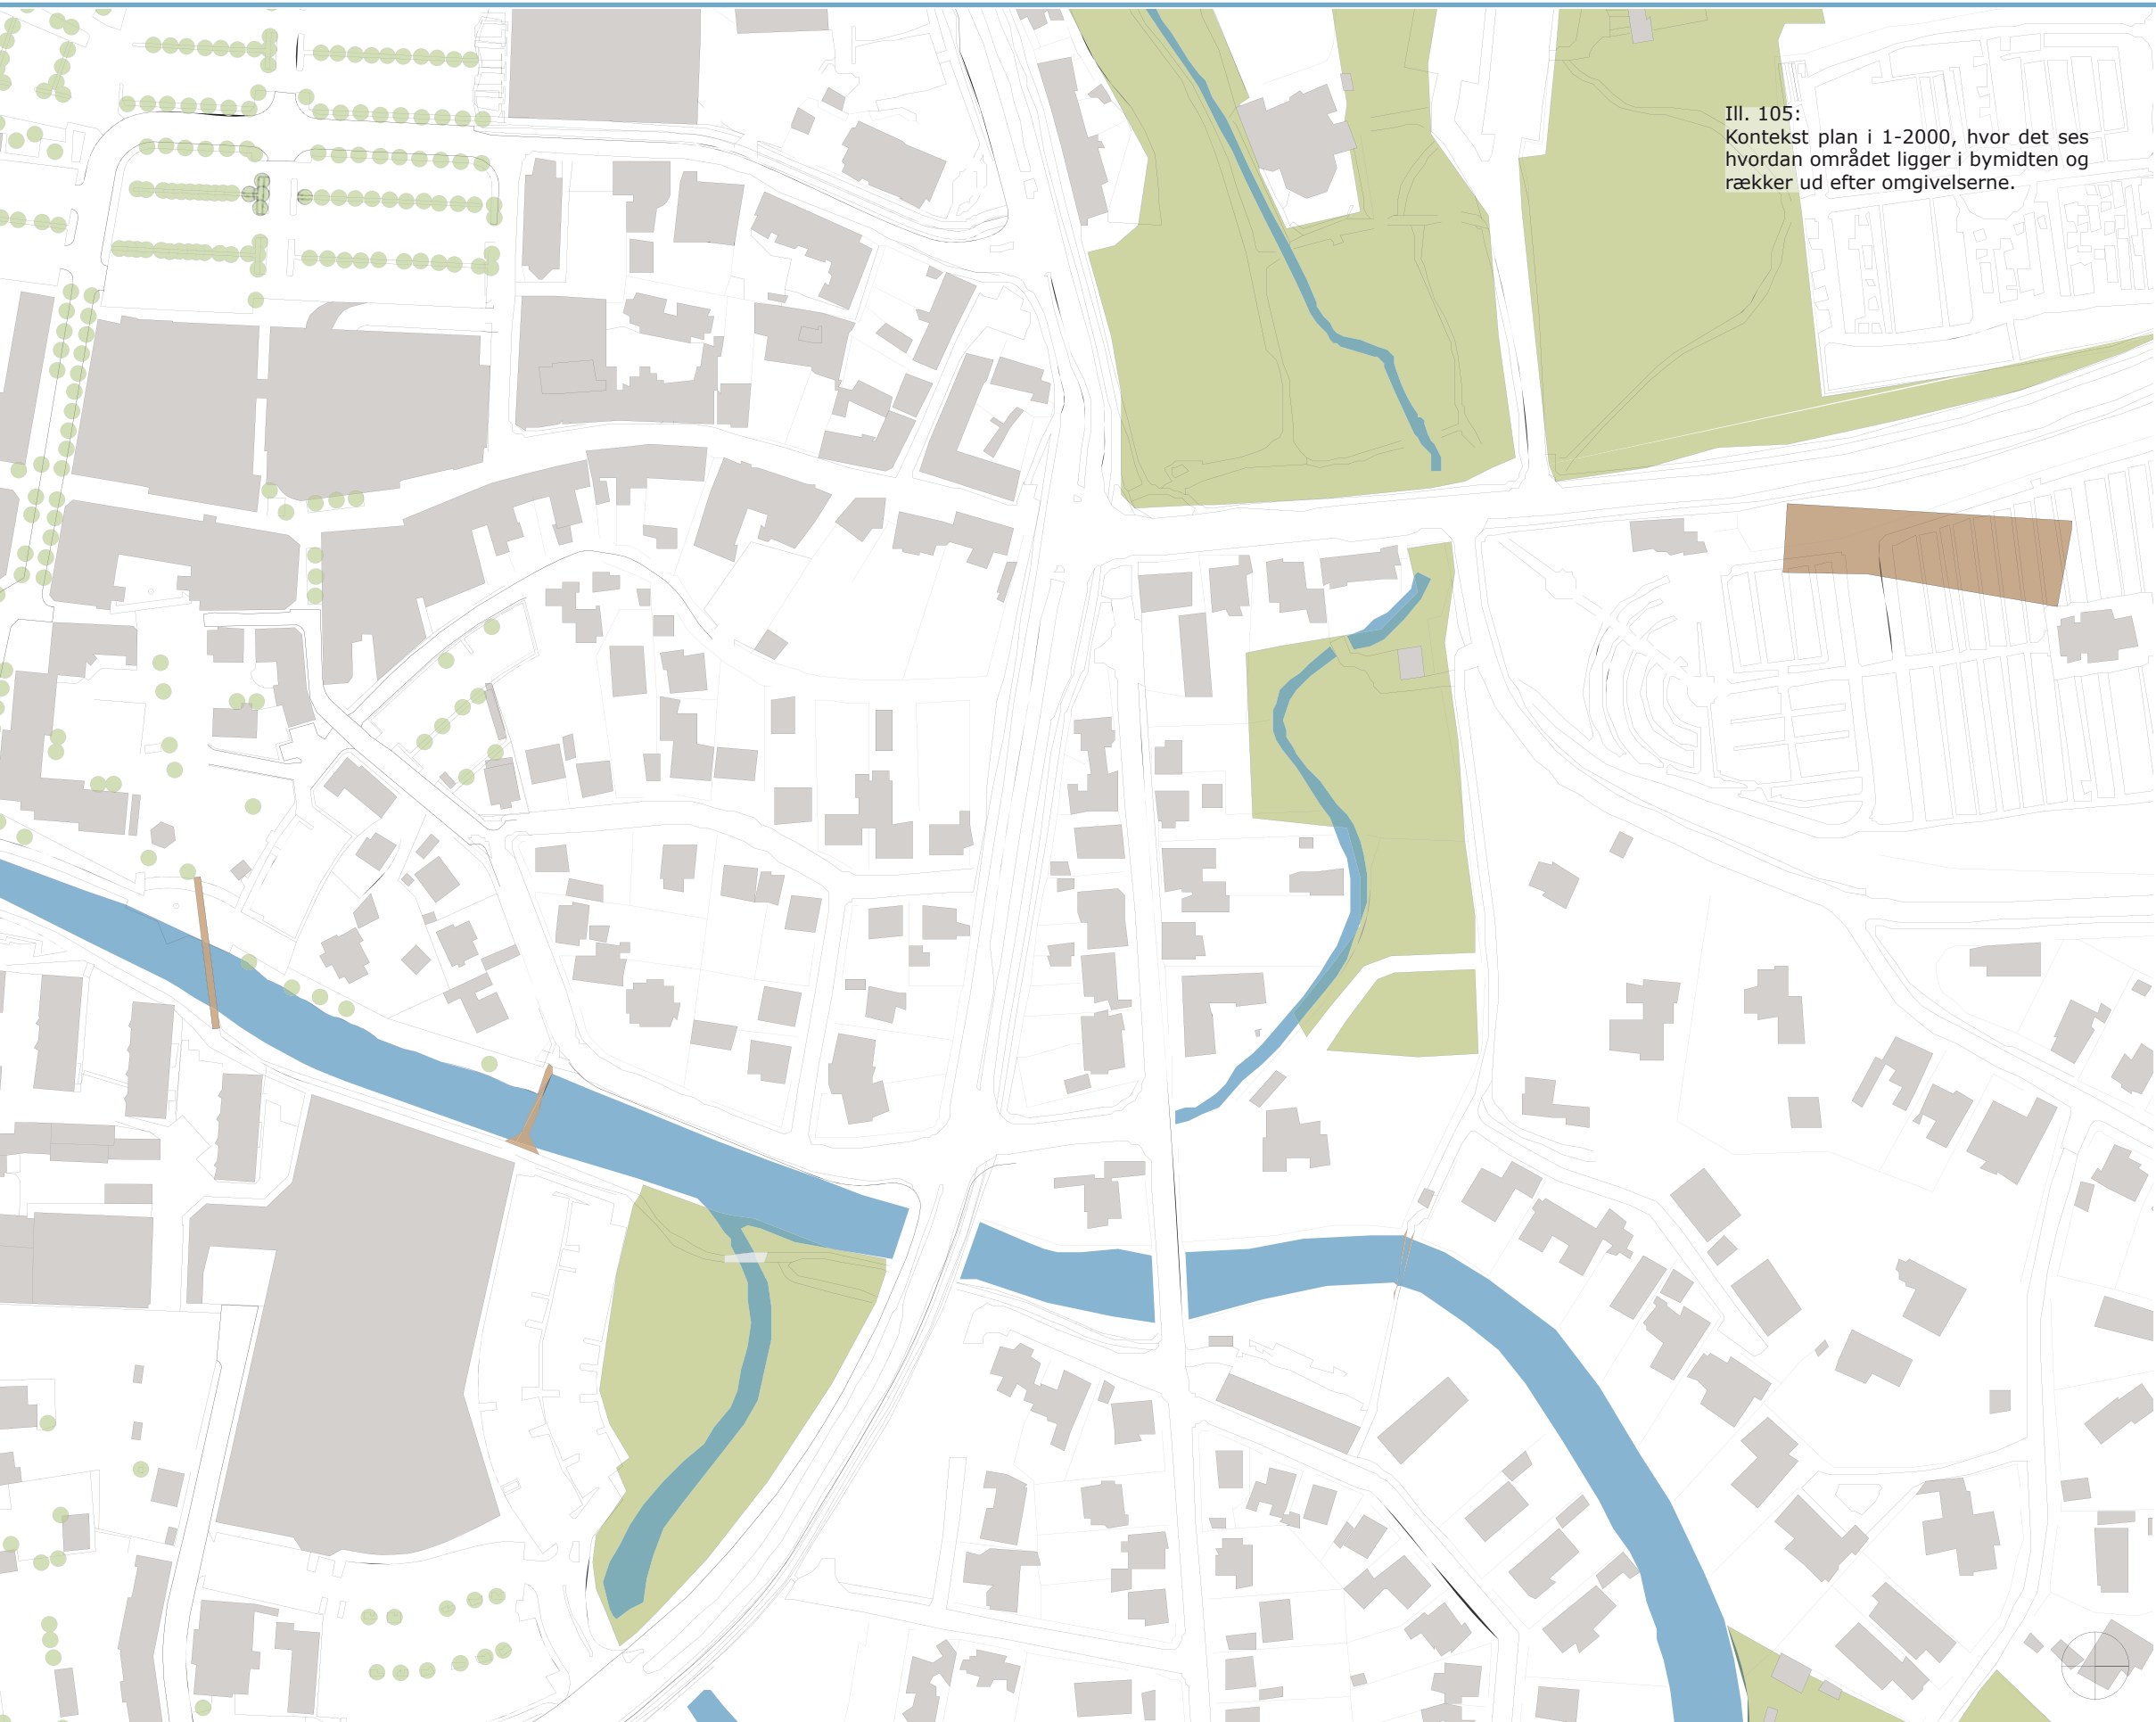 Ill. 105:
Kontekst plan i 1-2000, hvor det ses
hvordan området ligger i bymidten og
rækker ud efter omgivelserne.